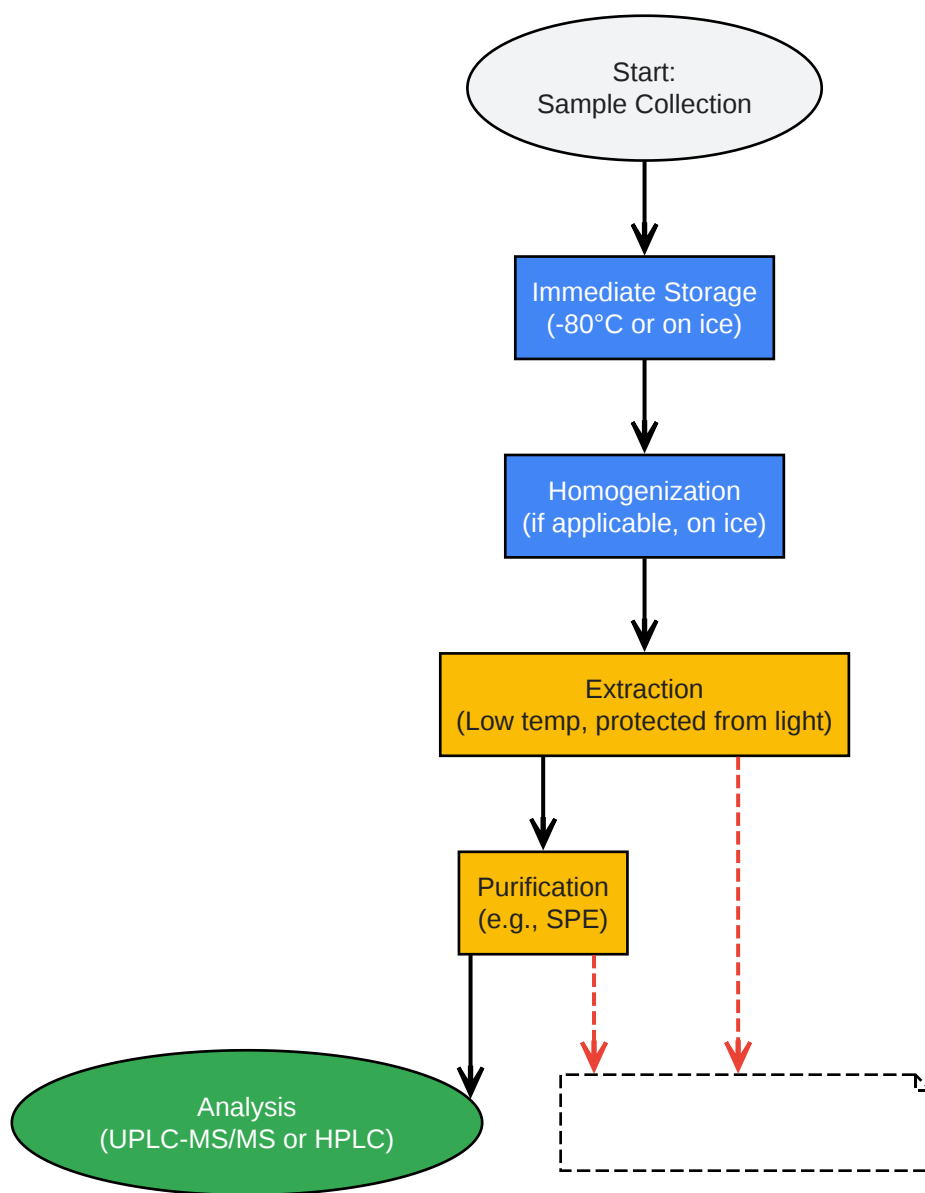 Start:
Sample Collection
Immediate Storage
(-80°C or on ice)
Homogenization
(if applicable, on ice)
Extraction
(Low temp, protected from light)
Purification
(e.g., SPE)
Analysis
(UPLC-MS/MS or HPLC)